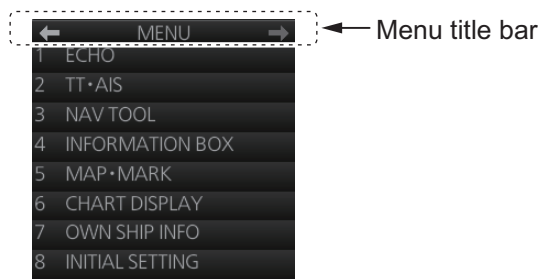 MENU
Menu title bar
1 ECHO
2 TT•AIS
3 NAV TOOL
4 INFORMATION BOX
5 MAP•MARK
6 CHART DISPLAY
7 OWN SHIP INFO
8 INITIAL SETTING